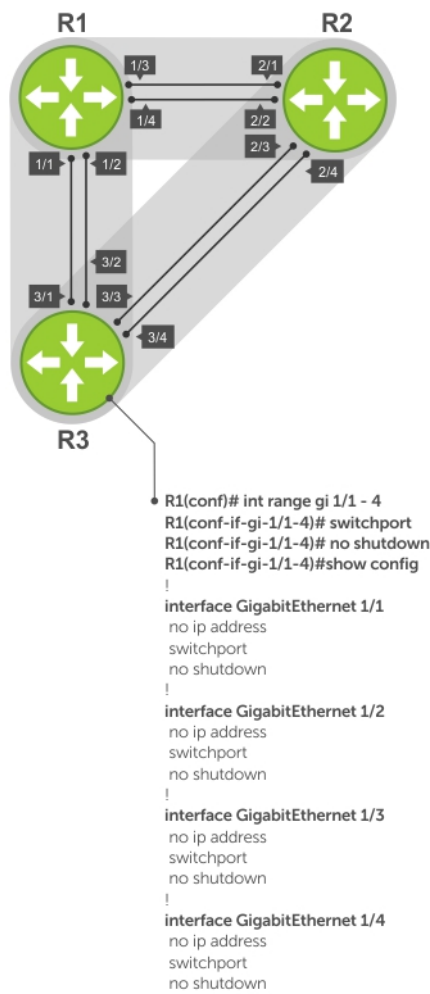 R1
R2
1/3
2/1
1/4
2/2
2/3
1/1
1/2
2/4
3/2
3/1
3/3
3/4
R3
R1(conf)# int range gi 1/1 - 4
R1(conf-if-gi-1/1-4)# switchport
R1(conf-if-gi-1/1-4)# no shutdown
R1(conf-if-gi-1/1-4)#show config
!
interface GigabitEthernet 1/1
no ip address
switchport
no shutdown
!
interface GigabitEthernet 1/2
no ip address
switchport
no shutdown
!
interface GigabitEthernet 1/3
no ip address
switchport
no shutdown
!
interface GigabitEthernet 1/4
no ip address
switchport
no shutdown